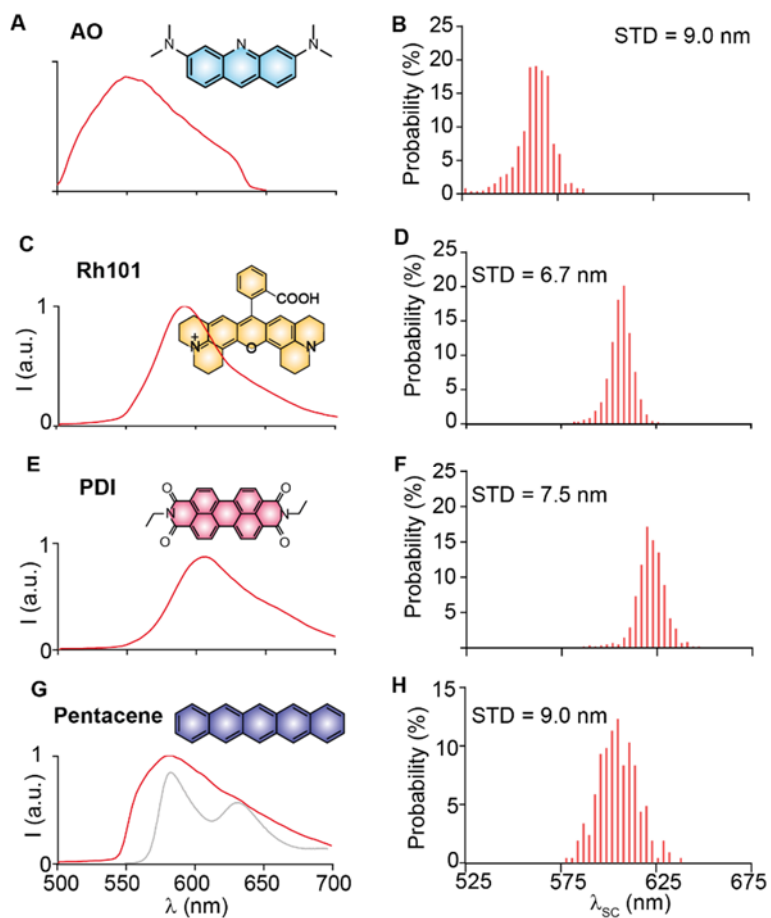 A
AO
N
N
N
B
STD = 9.0 nm
Probability (%)
25
20
15
10
5
0
C
Rh101
COOH
N
+
O
N
I (a.u.)
1
0
D
STD = 6.7 nm
Probability (%)
25
20
15
10
5
0
E
PDI
O
O
N
N
O
O
I (a.u.)
1
0
F
STD = 7.5 nm
Probability (%)
25
20
15
10
5
G
Pentacene
I (a.u.)
1
0
500
550
600
650
700
λ (nm)
H
STD = 9.0 nm
Probability (%)
15
10
5
0
525
575
625
675
λSC (nm)